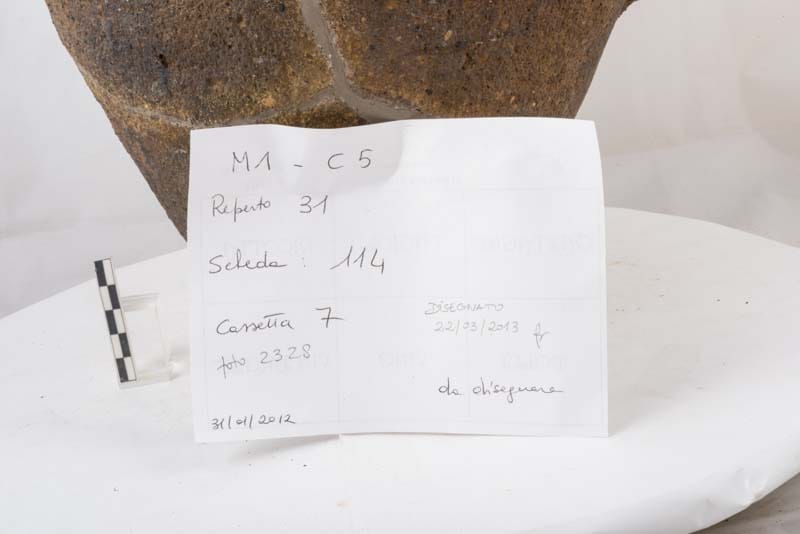 M1 - C5
Reperto 31
Scheda : 114
Cassetta 7
foto 2328
DISEGNATO
22/03/2013
da disegnare
31/01/2012